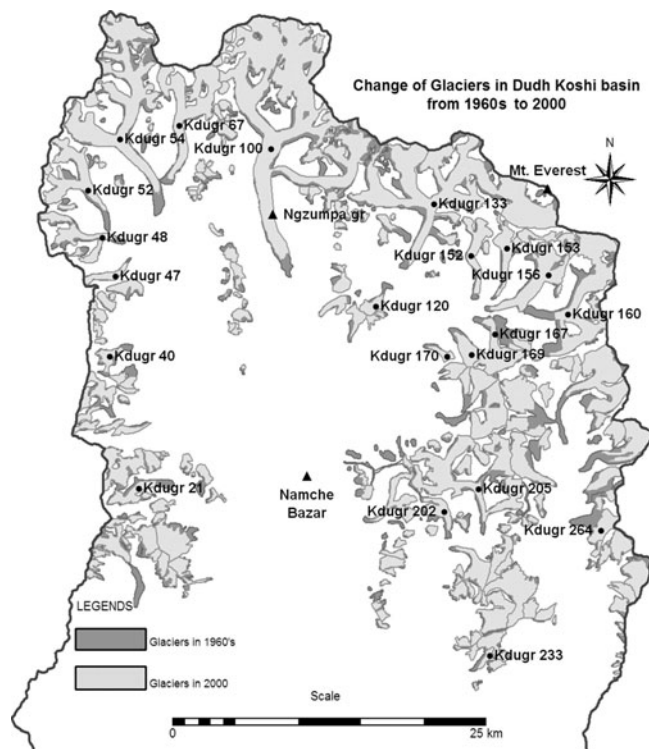 Change of Glaciers in Dudh Koshi basin
from 1960s to 2000
N
Kdugr 67
Kdugr 54
Kdugr 100
Mt. Everest
Kdugr 52
Kdugr 133
Ngzumpa gr
Kdugr 48
Kdugr 153
Kdugr 152
Kdugr 47
Kdugr 156
Kdugr 120
Kdugr 160
Kdugr 167
Kdugr 40
Kdugr 170
Kdugr 169
Kdugr 21
Namche
Bazar
Kdugr 205
Kdugr 202
Kdugr 264
LEGENDS
Glaciers in 1960's
Glaciers in 2000
Kdugr 233
Scale
0
25 km